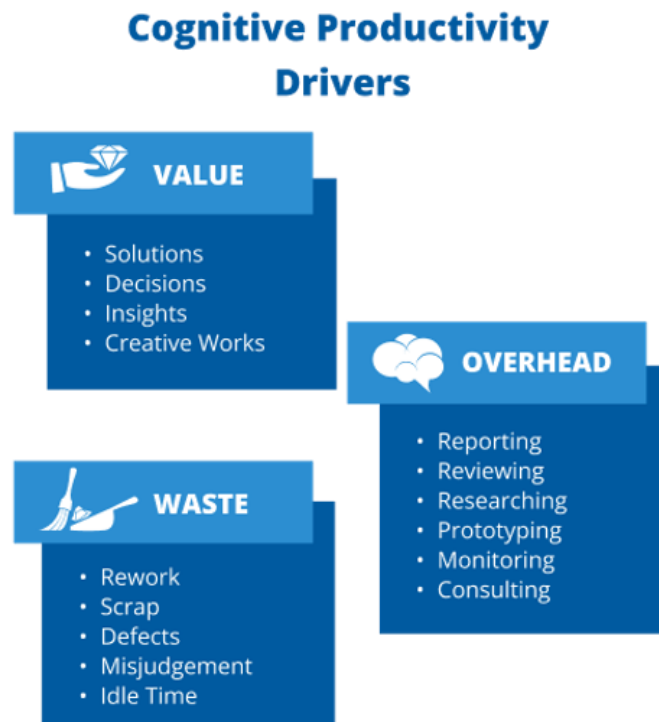 Cognitive Productivity
Drivers
VALUE
• Solutions
• Decisions
• Insights
• Creative Works
OVERHEAD
• Reporting
• Reviewing
• Researching
• Prototyping
• Monitoring
• Consulting
WASTE
• Rework
• Scrap
• Defects
• Misjudgement
• Idle Time